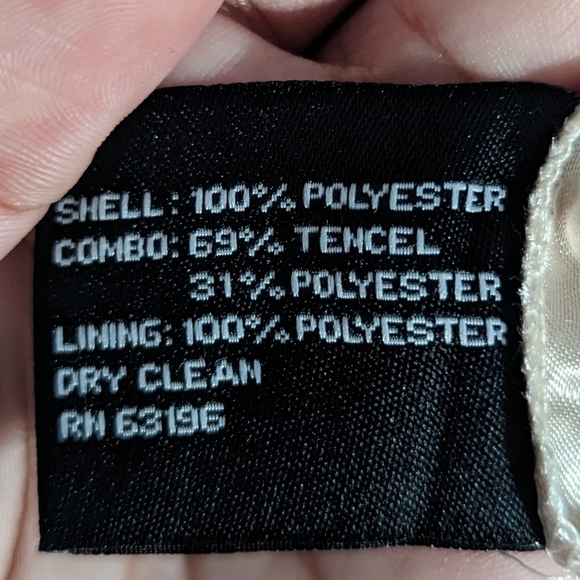 SHELL: 100% POLYESTER
COMBO: 69% TENCEL
31% POLYESTER
LINING: 100% POLYESTER
DRY CLEAN
RN 63196